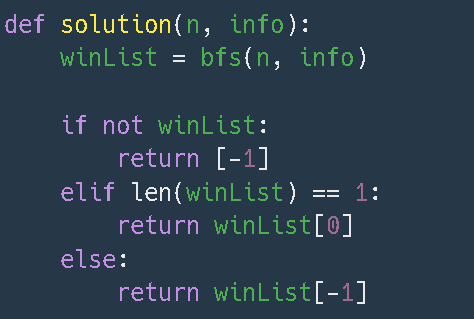 def solution(n, info):
    winList = bfs(n, info)

    if not winList:
        return [-1]
    elif len(winList) == 1:
        return winList[0]
    else:
        return winList[-1]